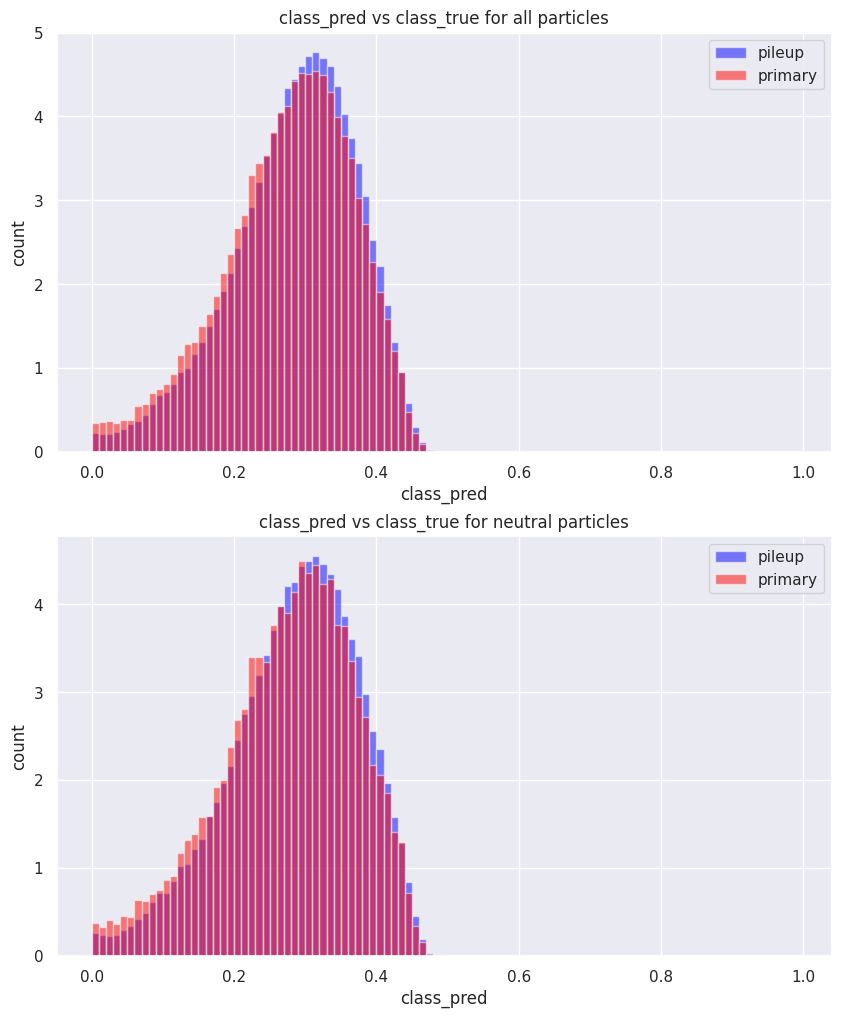 class_pred vs class_true for all particles
5
4
3
2
1
0
count
pileup
primary
0.0 0.2 0.4 0.6 0.8 1.0
class_pred
class_pred vs class_true for neutral particles
4
3
2
1
0
count
pileup
primary
0.0 0.2 0.4 0.6 0.8 1.0
class_pred